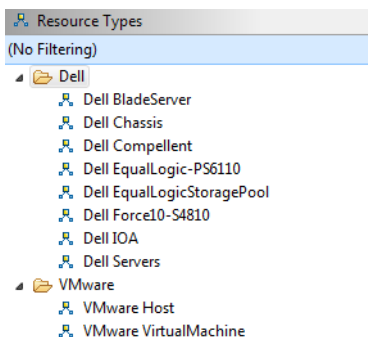 Resource Types
(No Filtering)
Dell
Dell BladeServer
Dell Chassis
Dell Compellent
Dell EqualLogic-PS6110
Dell EqualLogicStoragePool
Dell Force10-S4810
Dell IOA
Dell Servers
VMware
VMware Host
VMware VirtualMachine